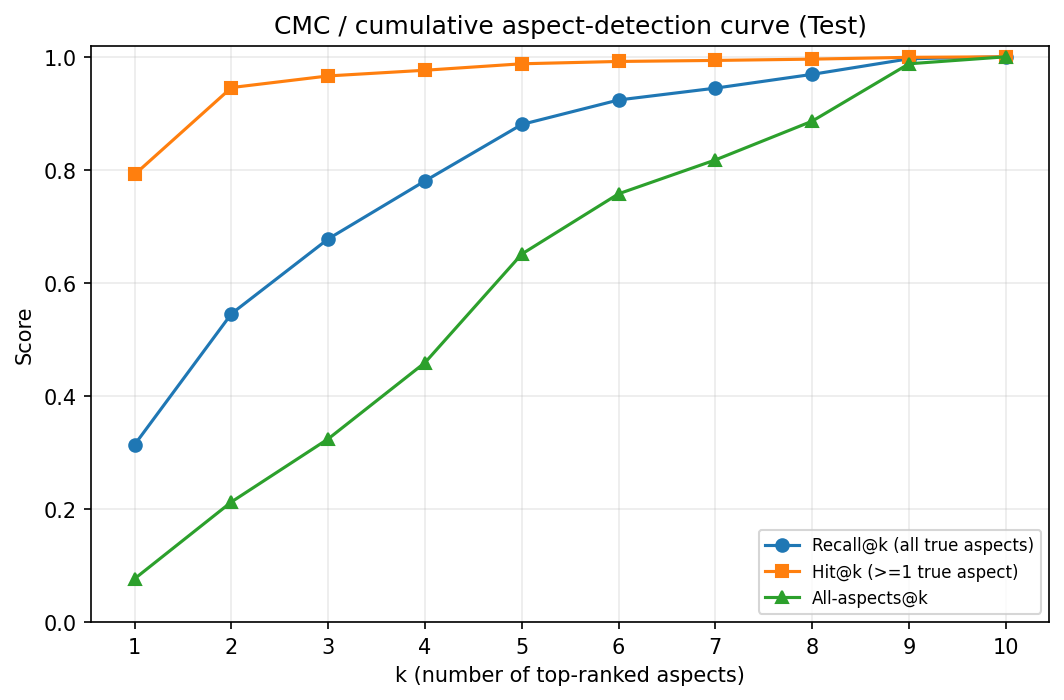 CMC / cumulative aspect-detection curve (Test)
1.0
0.8
0.6
0.4
0.2
0.0
Score
Recall@k (all true aspects)
Hit@k (>=1 true aspect)
All-aspects@k
1 2 3 4 5 6 7 8 9 10
k (number of top-ranked aspects)